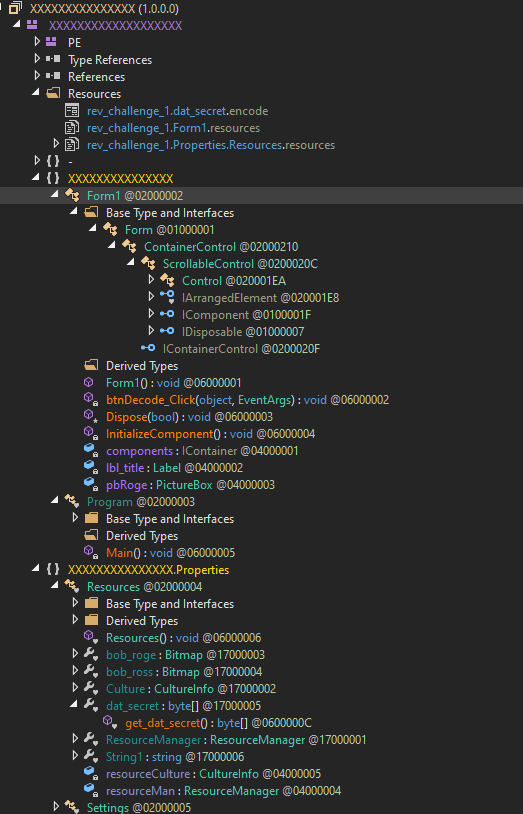 XXXXXXXXXXXXXXX (1.0.0.0)
XXXXXXXXXXXXXXXXXXX
PE
Type References
References
Resources
rev_challenge_1.dat_secret.encode
rev_challenge_1.Form1.resources
rev_challenge_1.Properties.Resources.resources
{ } -
{ } XXXXXXXXXXXXXXX
Form1 @02000002
Base Type and Interfaces
Form @01000001
ContainerControl @02000210
ScrollableControl @0200020C
Control @020001EA
IArrangedElement @020001E8
IComponent @0100001F
IDisposable @01000007
IContainerControl @0200020F
Derived Types
Form1() : void @06000001
btnDecode_Click(object, EventArgs) : void @06000002
Dispose(bool) : void @06000003
InitializeComponent() : void @06000004
components : IContainer @04000001
lbl_title : Label @04000002
pbRoge : PictureBox @04000003
Program @02000003
Base Type and Interfaces
Derived Types
Main() : void @06000005
{ } XXXXXXXXXXXXXXX.Properties
Resources @02000004
Base Type and Interfaces
Derived Types
Resources() : void @06000006
bob_roge : Bitmap @17000003
bob_ross : Bitmap @17000004
Culture : CultureInfo @17000002
dat_secret : byte[] @17000005
get_dat_secret() : byte[] @0600000C
ResourceManager : ResourceManager @17000001
String1 : string @17000006
resourceCulture : CultureInfo @04000005
resourceMan : ResourceManager @04000004
Settings @02000005